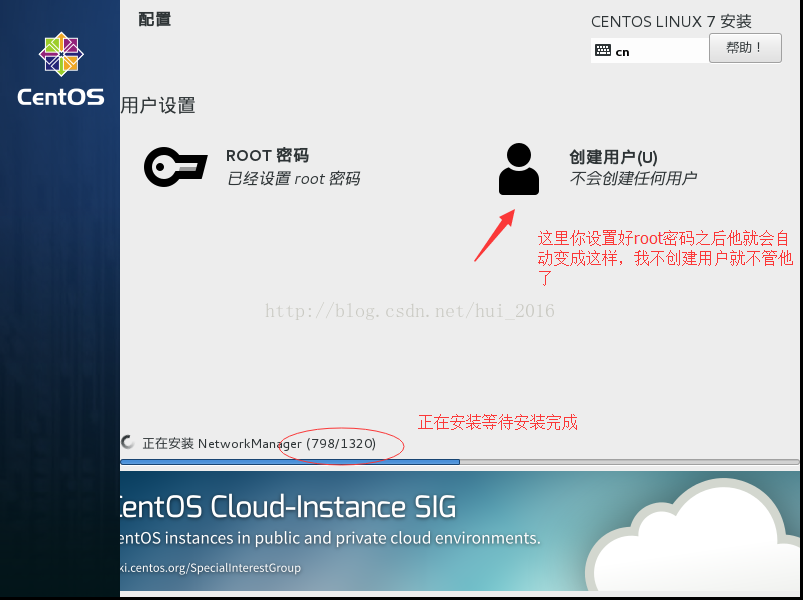 配置
CENTOS LINUX 7 安装
cn
帮助！
CentOS
用户设置
ROOT 密码
已经设置 root 密码
创建用户(U)
不会创建任何用户
这里你设置好root密码之后他就会自
动变成这样，我不创建用户就不管他
了
http://blog.csdn.net/hui_2016
正在安装等待安装完成
正在安装 NetworkManager (798/1320)
CentOS Cloud-Instance SIG
entOS instances in public and private cloud environments.
ki.centos.org/SpecialInterestGroup